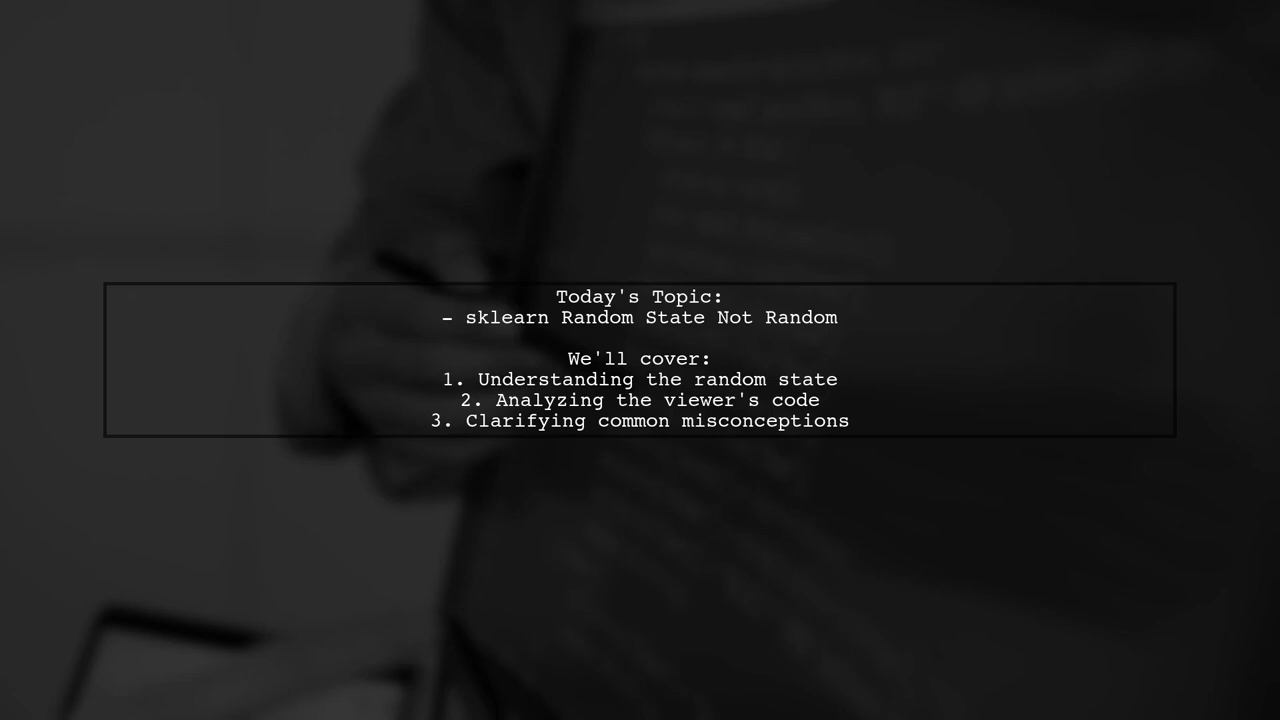 Today's Topic:
- sklearn Random State Not Random
We'll cover:
1. Understanding the random state
2. Analyzing the viewer's code
3. Clarifying common misconceptions